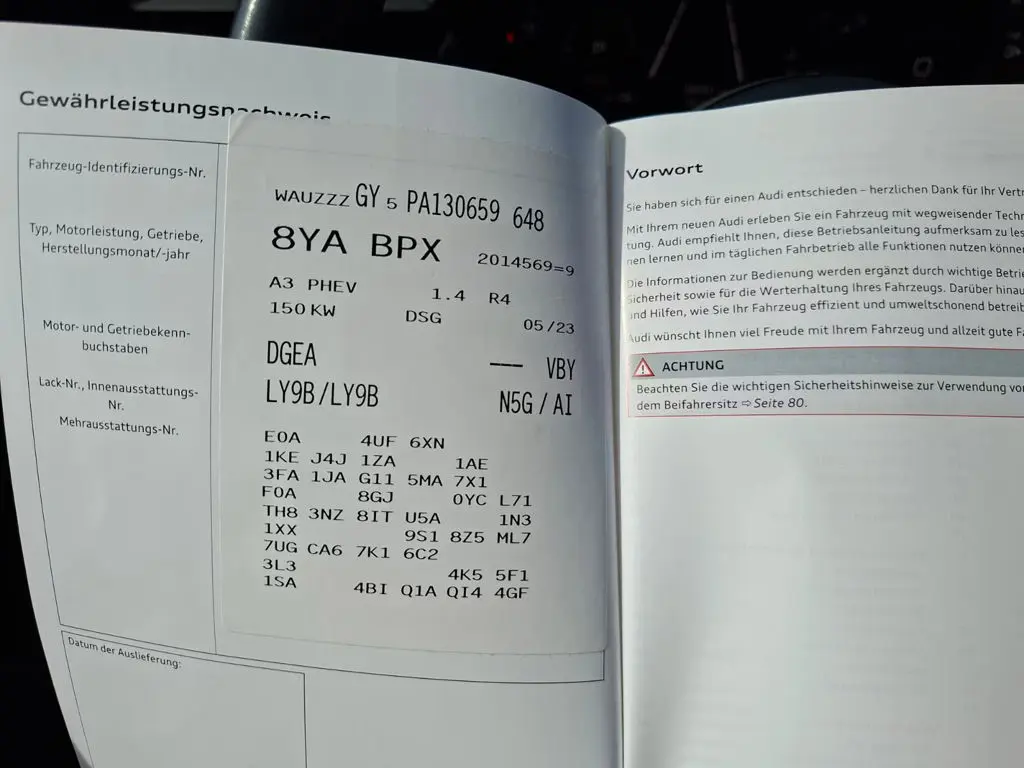 Gewährleistungsnachweis
Fahrzeug-Identifizierungs-Nr.
Typ, Motorleistung, Getriebe,
Herstellungsmonat/-jahr
Motor- und Getriebekenn-
buchstaben
Lack-Nr., Innenausstattungs-
Nr.
Mehrausstattungs-Nr.
WAUZZZ GY 5 PA130659 648
8YA BPX 2014569=9
A3 PHEV 1.4 R4
150 KW DSG 05/23
DGEA --- VBY
LY9B/LY9B N5G / AI
E0A 4UF 6XN
1KE J4J 1ZA 1AE
3FA 1JA G11 5MA 7X1
F0A 8GJ 0YC L71
TH8 3NZ 8IT U5A 1N3
1XX 9S1 8Z5 ML7
7UG CA6 7K1 6C2
3L3 4K5 5F1
1SA 4BI Q1A QI4 4GF
Datum der Auslieferung:
Vorwort
Sie haben sich für einen Audi entschieden – herzlichen Dank für Ihr
Mit Ihrem neuen Audi erleben Sie ein Fahrzeug mit wegweisender
tung. Audi empfiehlt Ihnen, diese Betriebsanleitung aufmerksam zu
nen lernen und im täglichen Fahrbetrieb alle Funktionen nutzen
Die Informationen zur Bedienung werden ergänzt durch wichtige
Sicherheit sowie für die Werterhaltung Ihres Fahrzeugs. Darüber
und Hilfen, wie Sie Ihr Fahrzeug effizient und umweltschonend
Audi wünscht Ihnen viel Freude mit Ihrem Fahrzeug und allzeit gute
ACHTUNG
Beachten Sie die wichtigen Sicherheitshinweise zur Verwendung
dem Beifahrersitz ⇨ Seite 80.